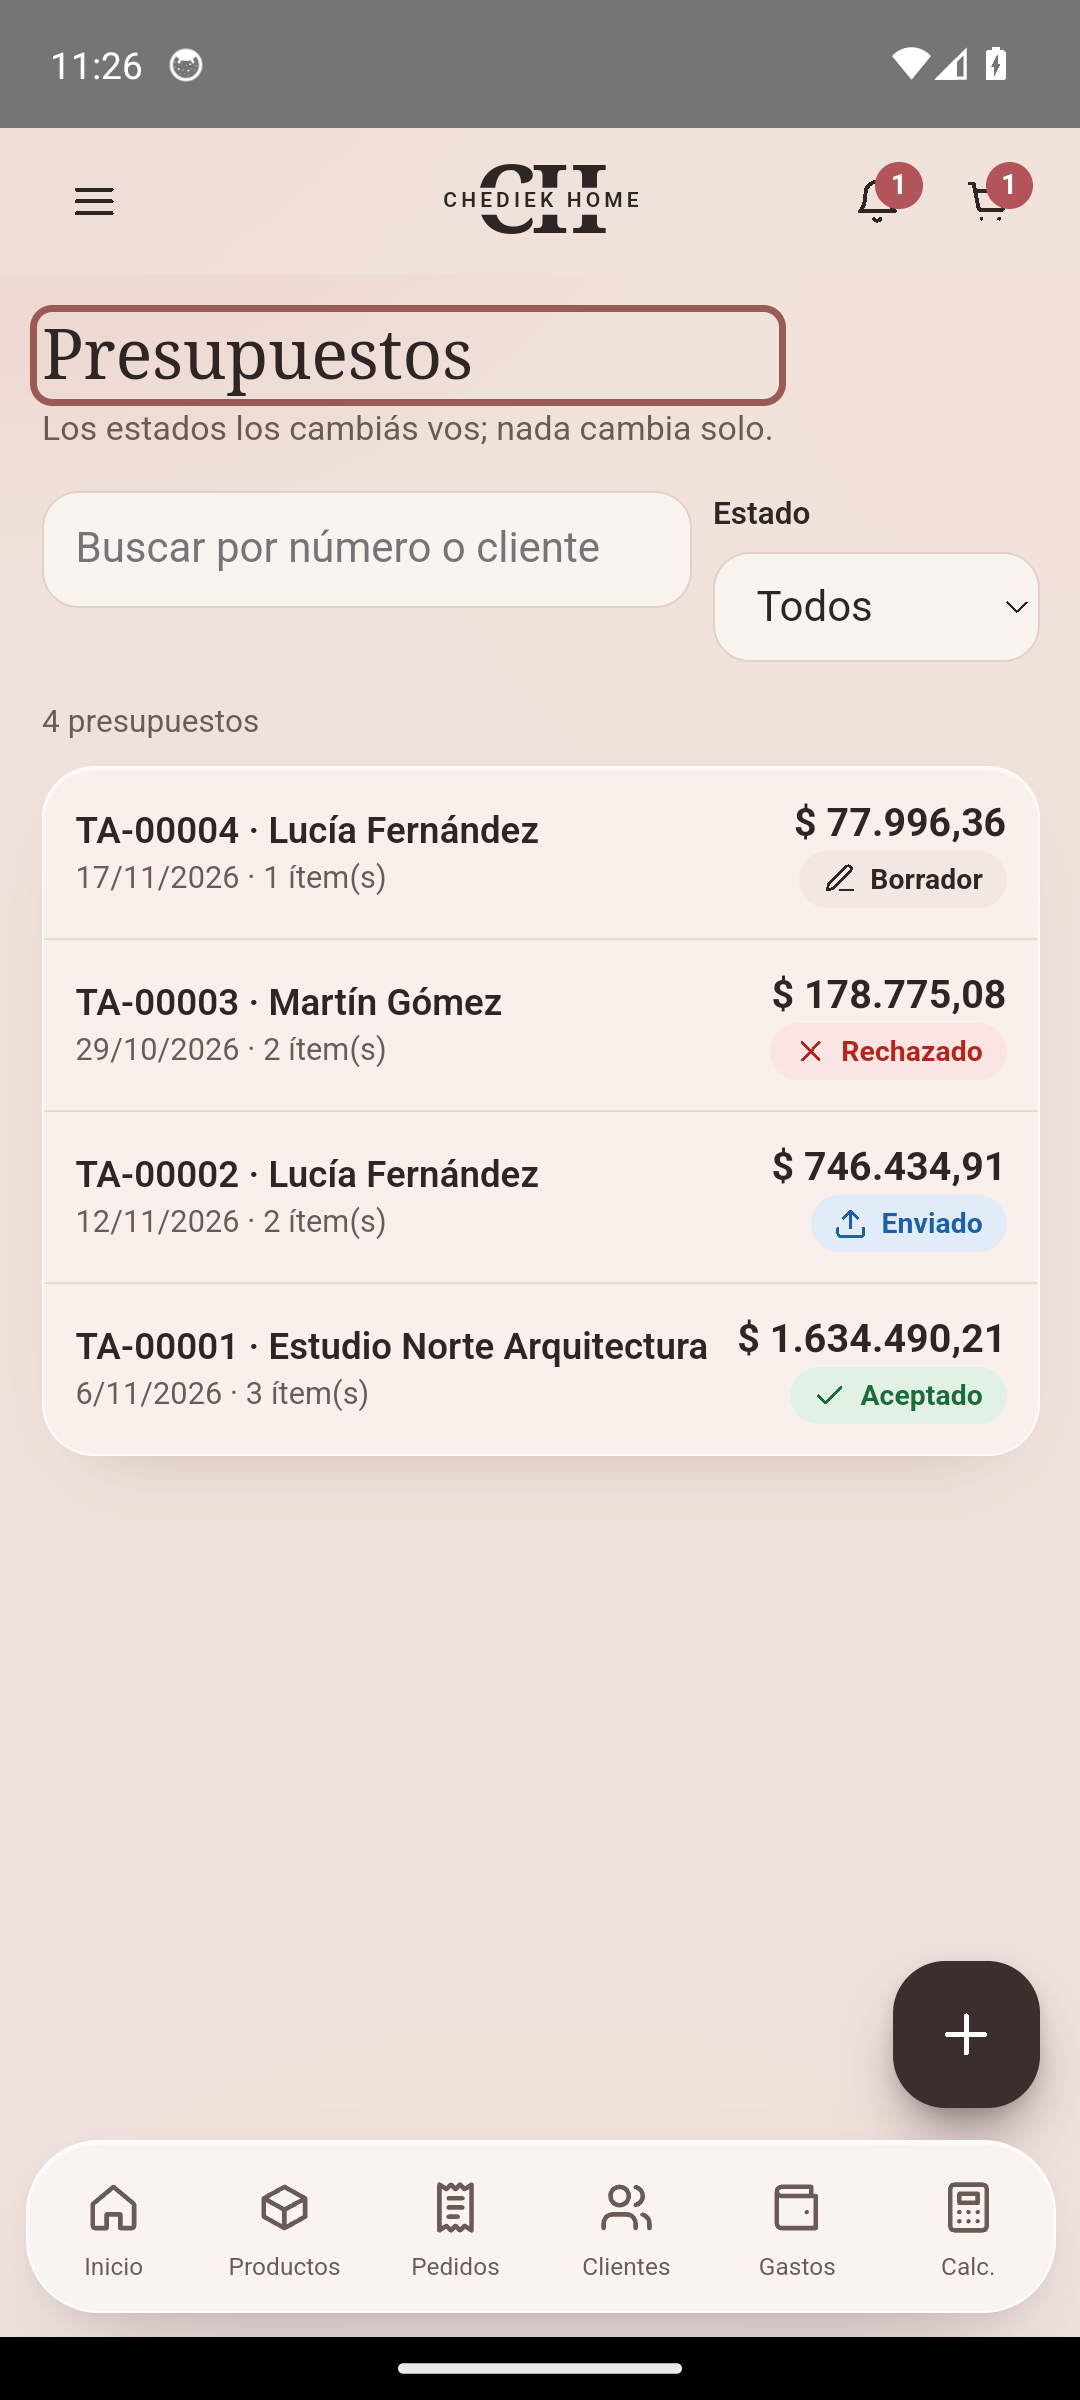 11:26
CH
CHEDIEK HOME
1
1
Presupuestos
Los estados los cambiás vos; nada cambia solo.
Buscar por número o cliente
Estado
Todos
4 presupuestos
TA-00004 · Lucía Fernández
$ 77.996,36
17/11/2026 · 1 ítem(s)
Borrador
TA-00003 · Martín Gómez
$ 178.775,08
29/10/2026 · 2 ítem(s)
Rechazado
TA-00002 · Lucía Fernández
$ 746.434,91
12/11/2026 · 2 ítem(s)
Enviado
TA-00001 · Estudio Norte Arquitectura
$ 1.634.490,21
6/11/2026 · 3 ítem(s)
Aceptado
Inicio
Productos
Pedidos
Clientes
Gastos
Calc.